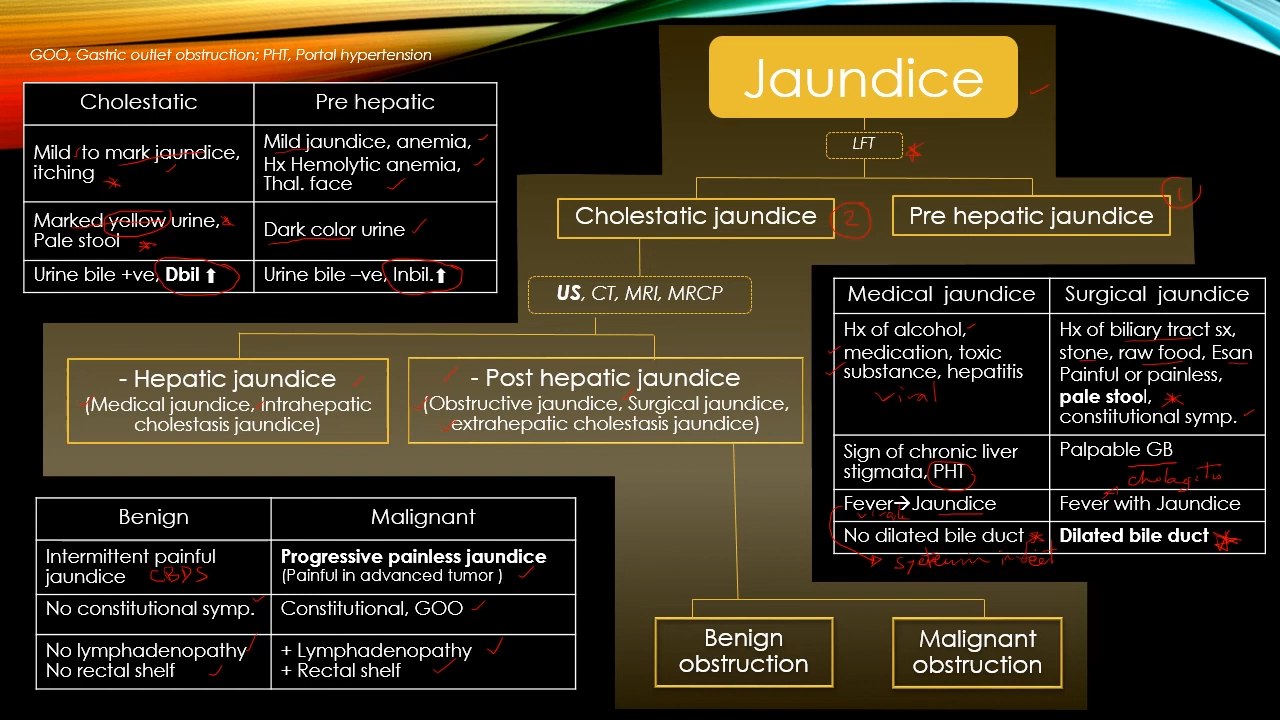 GOO, Gastric outlet obstruction; PHT, Portal hypertension
Jaundice
LFT
Cholestatic jaundice
2
Pre hepatic jaundice
1
US, CT, MRI, MRCP
- Hepatic jaundice
(Medical jaundice, intrahepatic
cholestasis jaundice)
- Post hepatic jaundice
(Obstructive jaundice, Surgical jaundice,
extrahepatic cholestasis jaundice)
Benign
obstruction
Malignant
obstruction
Cholestatic
Pre hepatic
Mild to mark jaundice,
itching
Mild jaundice, anemia,
Hx Hemolytic anemia,
Thal. face
Marked yellow urine,
Pale stool
Dark color urine
Urine bile +ve, Dbil ⬆
Urine bile –ve, Inbil.⬆
Medical jaundice
Surgical jaundice
Hx of alcohol,
medication, toxic
substance, hepatitis
viral
Hx of biliary tract sx,
stone, raw food, Esan
Painful or painless,
pale stool,
constitutional symp.
Sign of chronic liver
stigmata, PHT
Palpable GB
Fever→Jaundice
viral
Fever with Jaundice
No dilated bile duct
Dilated bile duct
Benign
Malignant
Intermittent painful
jaundice CBDS
Progressive painless jaundice
(Painful in advanced tumor )
No constitutional symp.
Constitutional, GOO
No lymphadenopathy
No rectal shelf
+ Lymphadenopathy
+ Rectal shelf